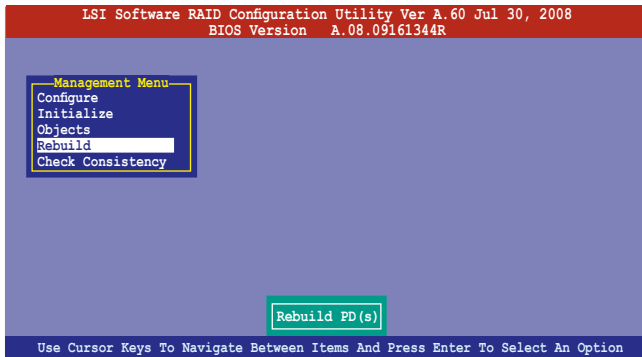 LSI Software RAID Configuration Utility Ver A.60 Jul 30, 2008
BIOS Version A.08.09161344R
Management Menu
Configure
Initialize
Objects
Rebuild
Check Consistency
Rebuild PD(s)
Use Cursor Keys To Navigate Between Items And Press Enter To Select An Option